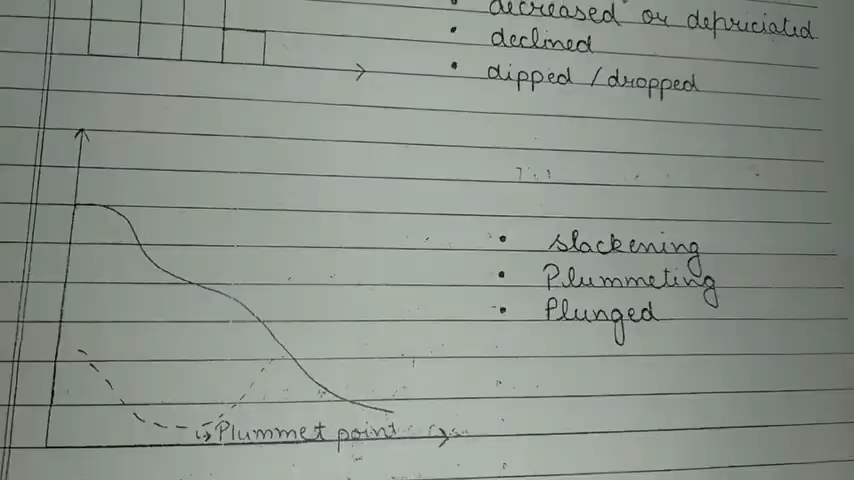 • decreased or depriciated
• declined
• dipped / dropped
• slackening
• Plummeting
• Plunged
Plummet point